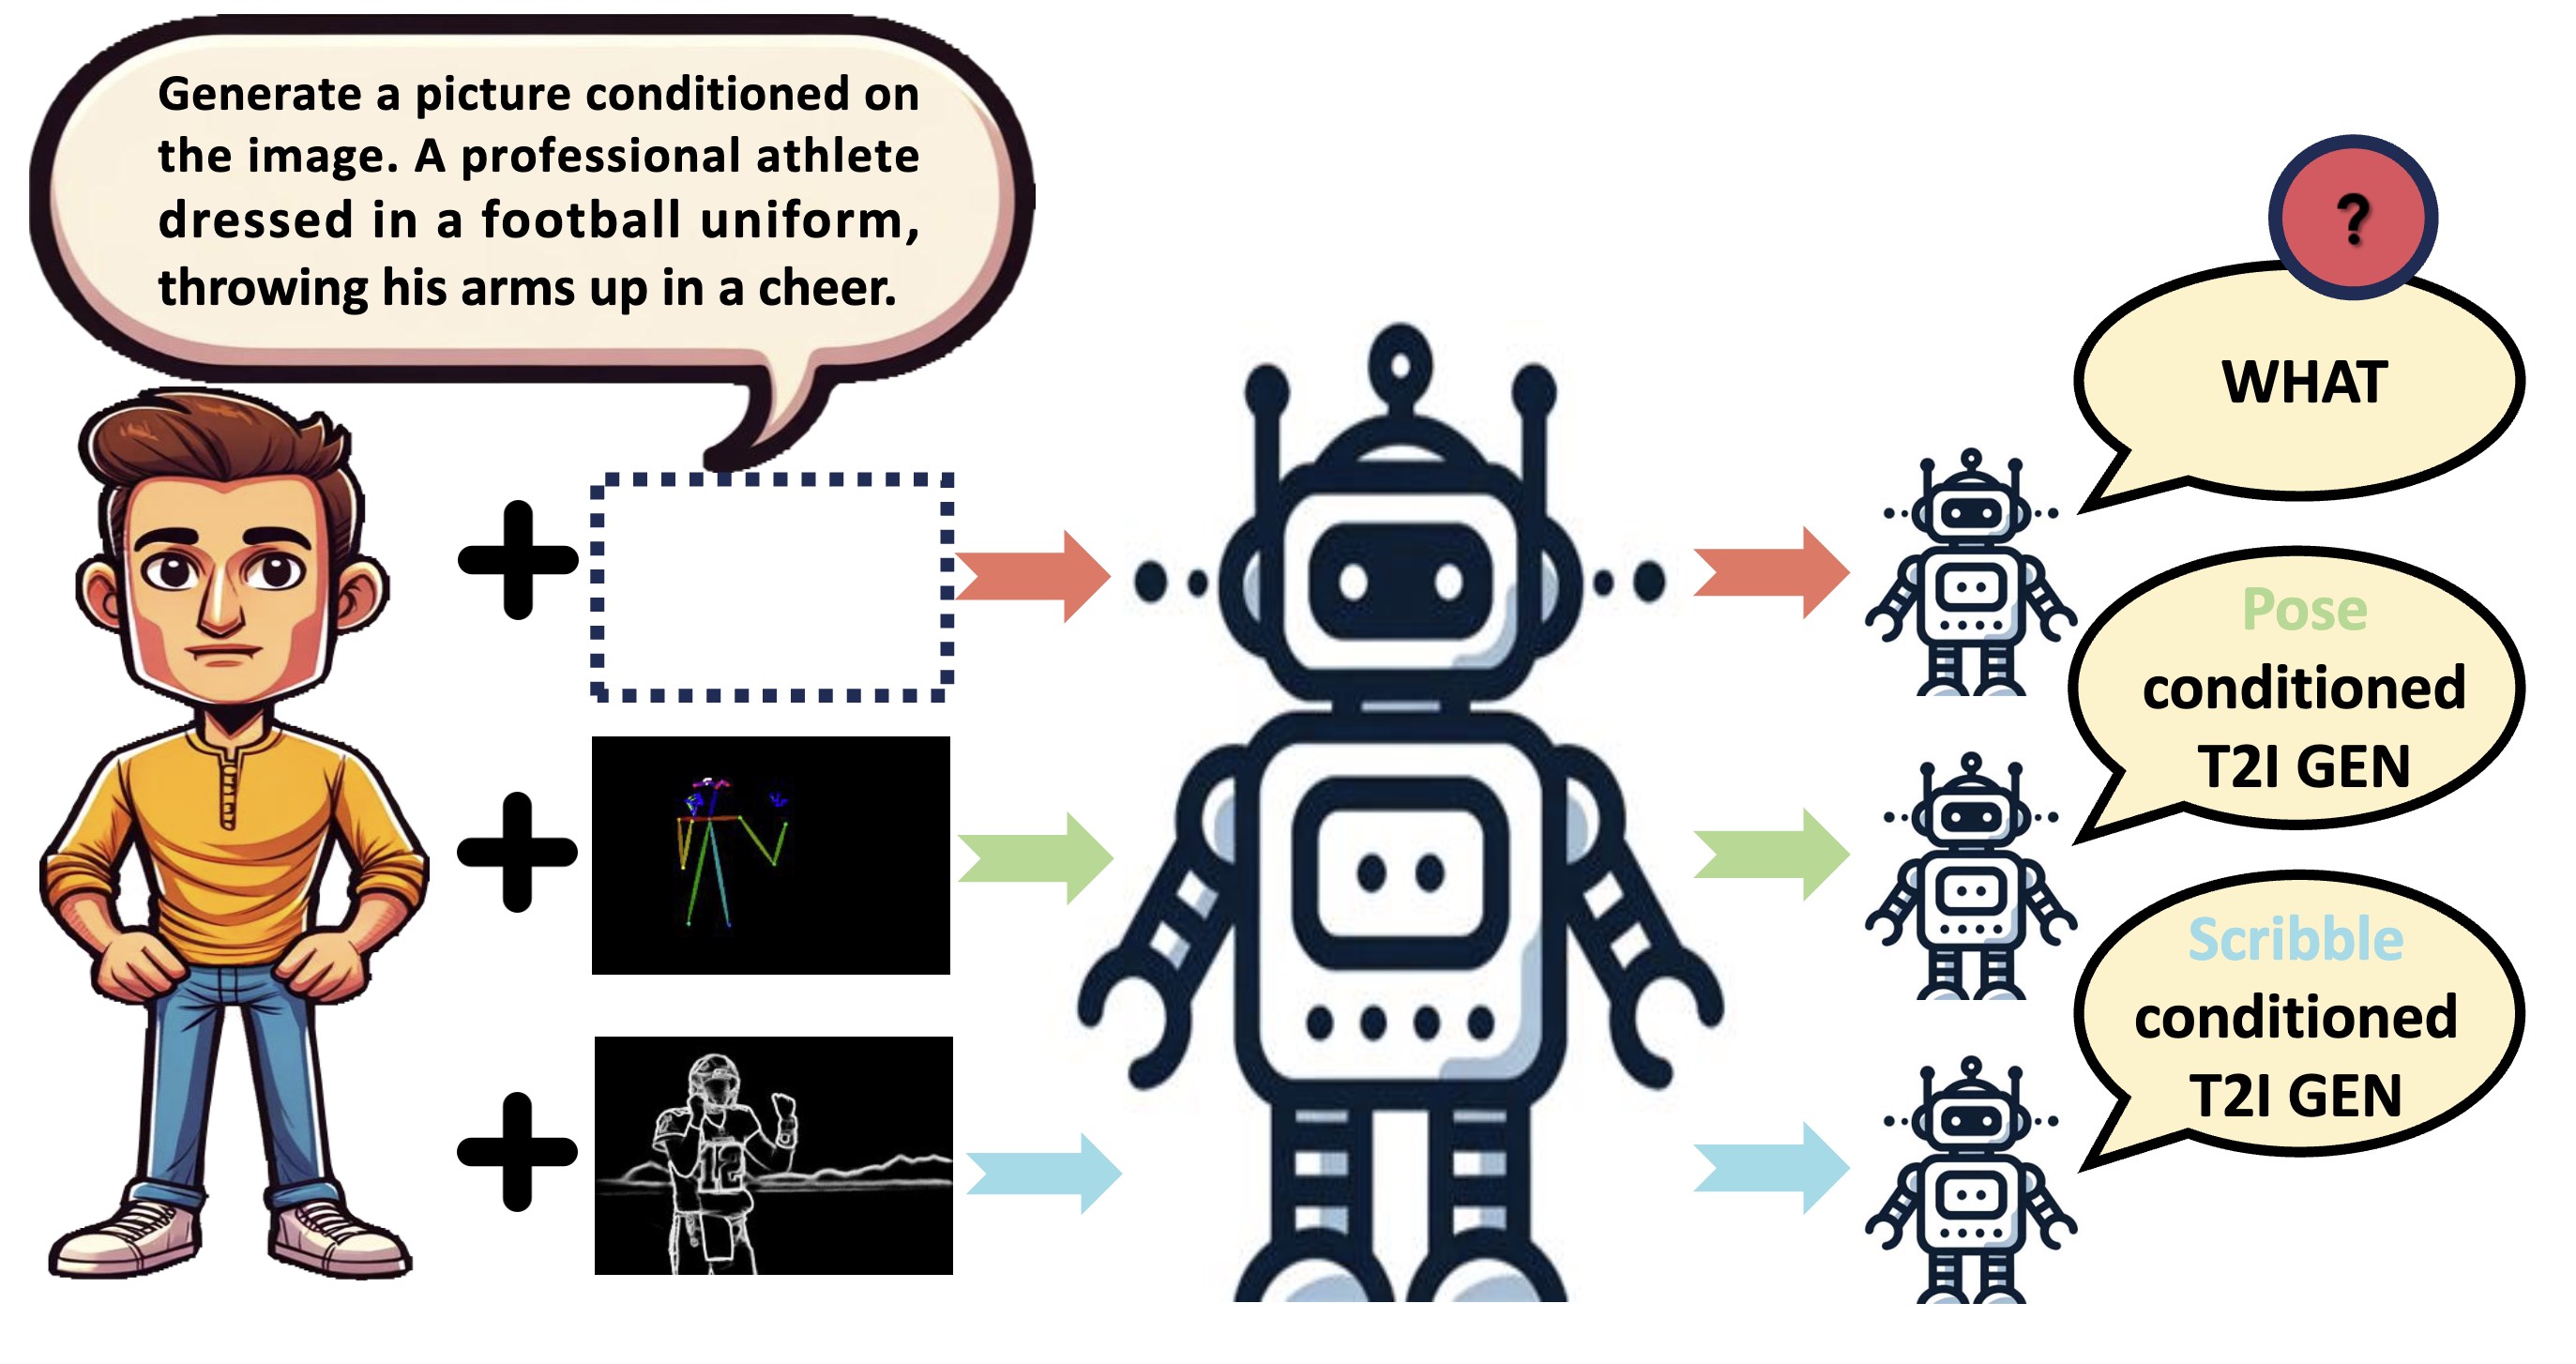 Generate a picture conditioned on
the image. A professional athlete
dressed in a football uniform,
throwing his arms up in a cheer.
?
WHAT
Pose
conditioned
T2I GEN
Scribble
conditioned
T2I GEN
12